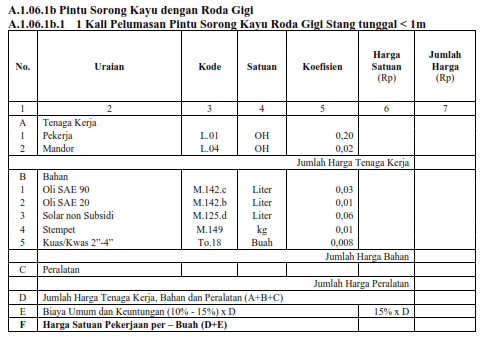 A.1.06.1b Pintu Sorong Kayu dengan Roda Gigi
A.1.06.1b.1 1 Kali Pelumasan Pintu Sorong Kayu Roda Gigi Stang tunggal < 1m
No. Uraian Kode Satuan Koefisien Harga Satuan (Rp) Jumlah Harga (Rp)
1 2 3 4 5 6 7
A Tenaga Kerja
1 Pekerja L.01 OH 0,20
2 Mandor L.04 OH 0,02
Jumlah Harga Tenaga Kerja
B Bahan
1 Oli SAE 90 M.142.c Liter 0,03
2 Oli SAE 20 M.142.b Liter 0,01
3 Solar non Subsidi M.125.d Liter 0,06
4 Stempet M.149 kg 0,01
5 Kuas/Kwas 2”-4” To.18 Buah 0,008
Jumlah Harga Bahan
C Peralatan
Jumlah Harga Peralatan
D Jumlah Harga Tenaga Kerja, Bahan dan Peralatan (A+B+C)
E Biaya Umum dan Keuntungan (10% - 15%) x D 15% x D
F Harga Satuan Pekerjaan per – Buah (D+E)